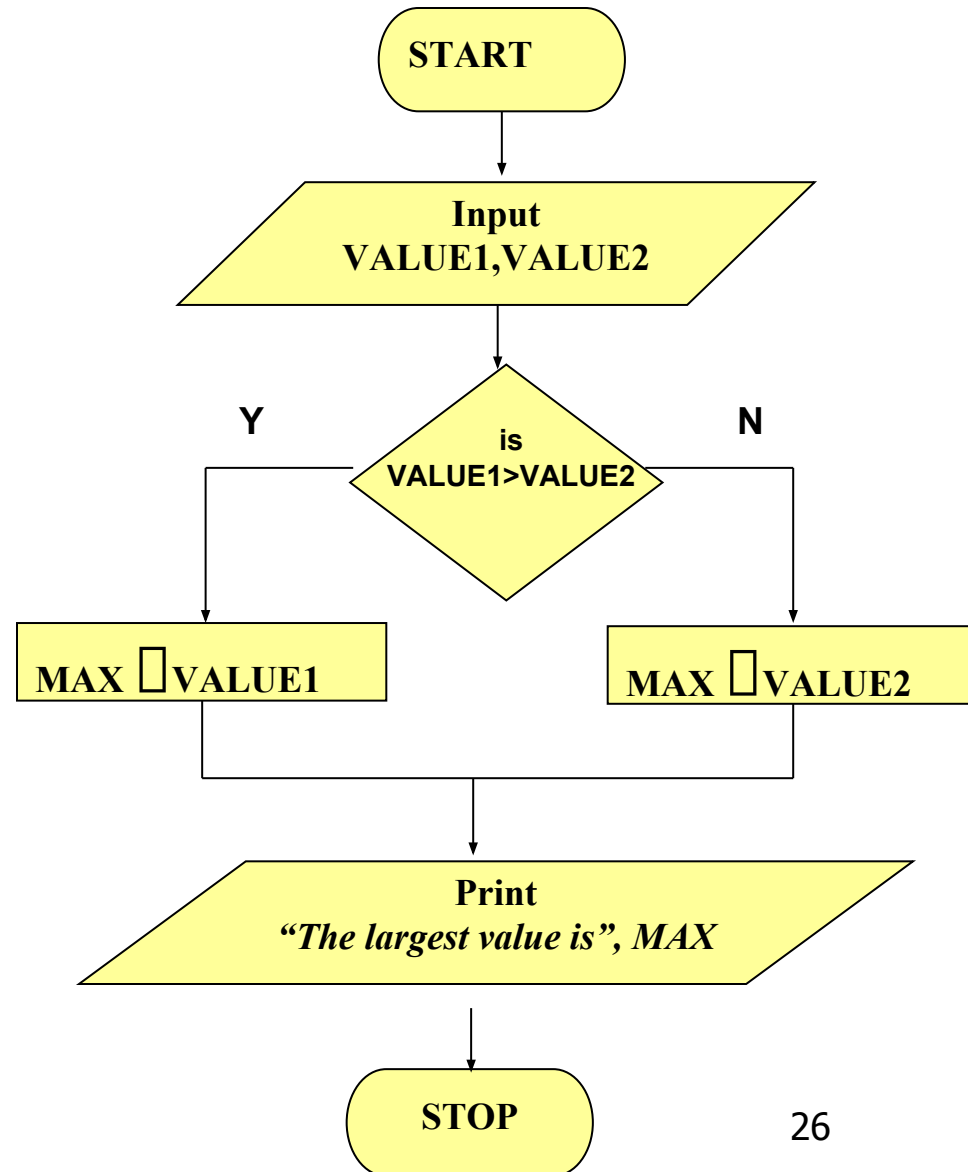 START
Input
VALUE1,VALUE2
Y
N
is
VALUE1>VALUE2
MAX □ VALUE1
MAX □ VALUE2
Print
“The largest value is”, MAX
STOP
26